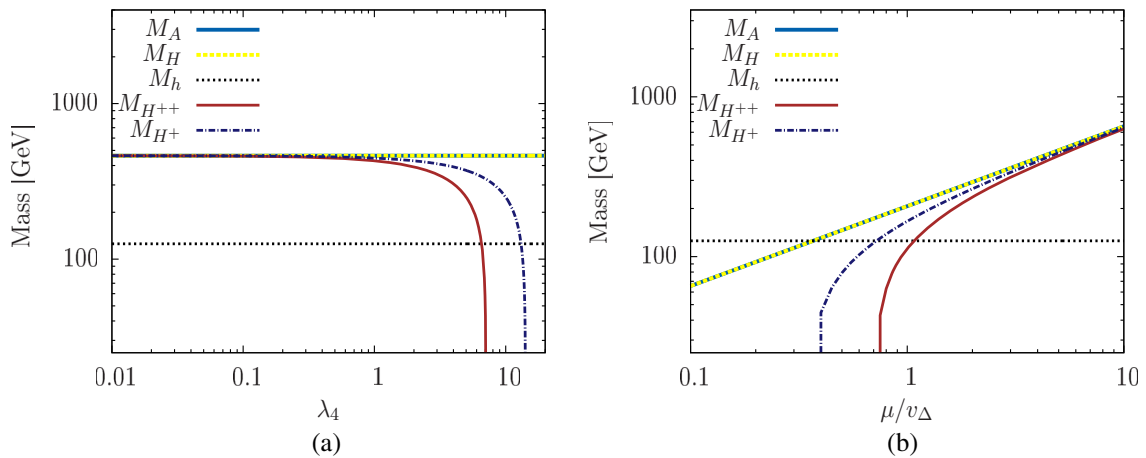 M_A
M_H
M_h
M_{H^{++}}
M_{H^+}
Mass [GeV]
1000
100
0.01
0.1
1
10
λ_4
(a)
M_A
M_H
M_h
M_{H^{++}}
M_{H^+}
Mass [GeV]
1000
100
0.1
1
10
μ/v_Δ
(b)